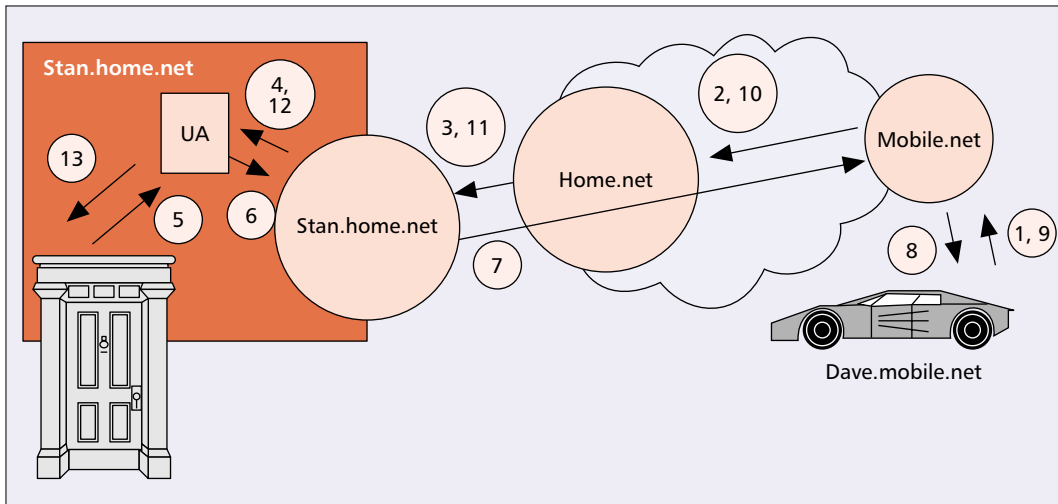 Stan.home.net
4,
12
2, 10
UA
3, 11
Mobile.net
13
Home.net
5
6
Stan.home.net
7
8
1, 9
Dave.mobile.net